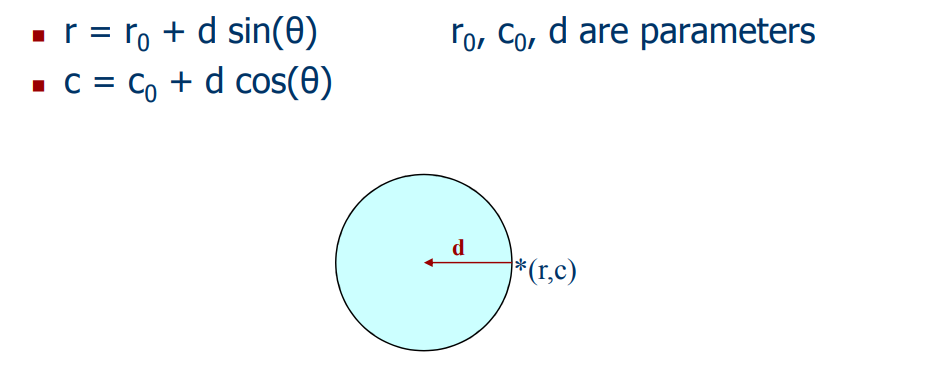 ▪ r = r₀ + d sin(θ) r₀, c₀, d are parameters
▪ c = c₀ + d cos(θ)
d
*(r,c)